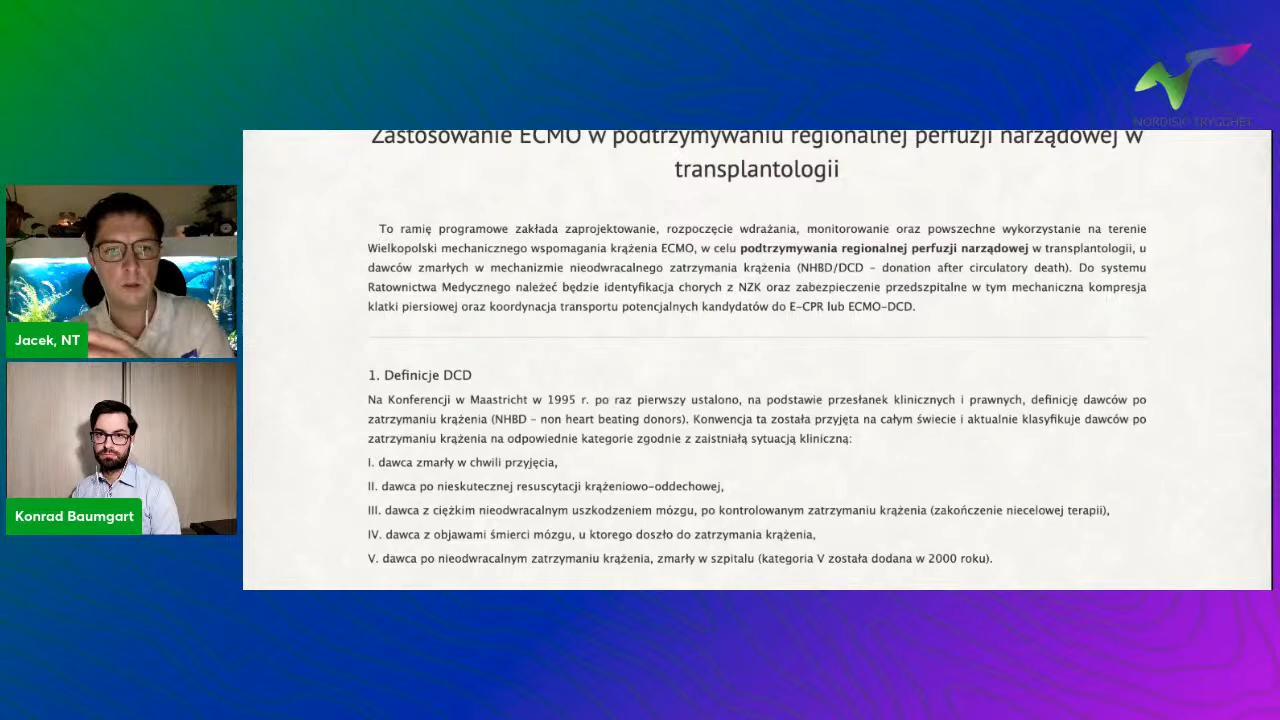 NORDISK TRYGGHET
Zastosowanie ECMO w podtrzymywaniu regionalnej perfuzji narządowej w
transplantologii
To ramię programowe zakłada zaprojektowanie, rozpoczęcie wdrażania, monitorowanie oraz powszechne wykorzystanie na terenie
Wielkopolski mechanicznego wspomagania krążenia ECMO, w celu podtrzymywania regionalnej perfuzji narządowej w transplantologii, u
dawców zmarłych w mechanizmie nieodwracalnego zatrzymania krążenia (NHBD/DCD – donation after circulatory death). Do systemu
Ratownictwa Medycznego należeć będzie identyfikacja chorych z NZK oraz zabezpieczenie przedszpitalne w tym mechaniczna kompresja
klatki piersiowej oraz koordynacja transportu potencjalnych kandydatów do E-CPR lub ECMO-DCD.
1. Definicje DCD
Na Konferencji w Maastricht w 1995 r. po raz pierwszy ustalono, na podstawie przesłanek klinicznych i prawnych, definicję dawców po
zatrzymaniu krążenia (NHBD – non heart beating donors). Konwencja ta została przyjęta na całym świecie i aktualnie klasyfikuje dawców po
zatrzymaniu krążenia na odpowiednie kategorie zgodnie z zaistniałą sytuacją kliniczną:
I. dawca zmarły w chwili przyjęcia,
II. dawca po nieskutecznej resuscytacji krążeniowo-oddechowej,
III. dawca z ciężkim nieodwracalnym uszkodzeniem mózgu, po kontrolowanym zatrzymaniu krążenia (zakończenie niecelowej terapii),
IV. dawca z objawami śmierci mózgu, u ktorego doszło do zatrzymania krążenia,
V. dawca po nieodwracalnym zatrzymaniu krążenia, zmarły w szpitalu (kategoria V została dodana w 2000 roku).
Jacek, NT
Konrad Baumgart